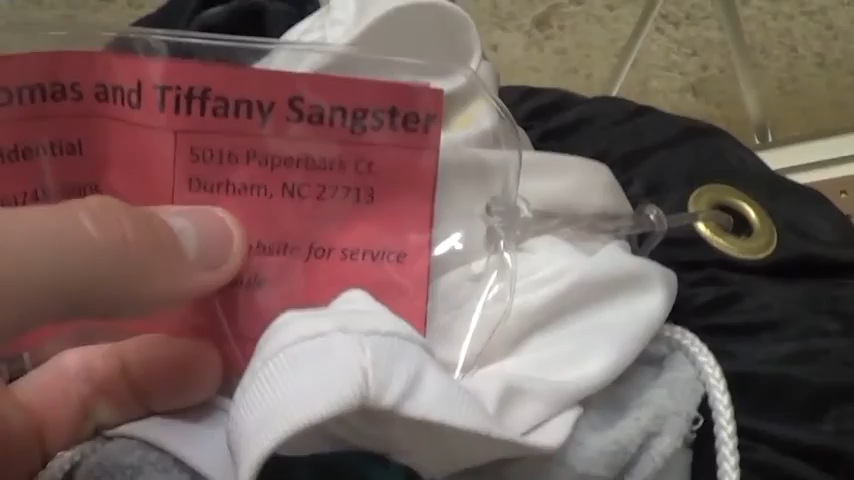 omas and Tiffany Sangster
idential
5016 Paperbark Ct.
Durham, NC 27713
bsite for service